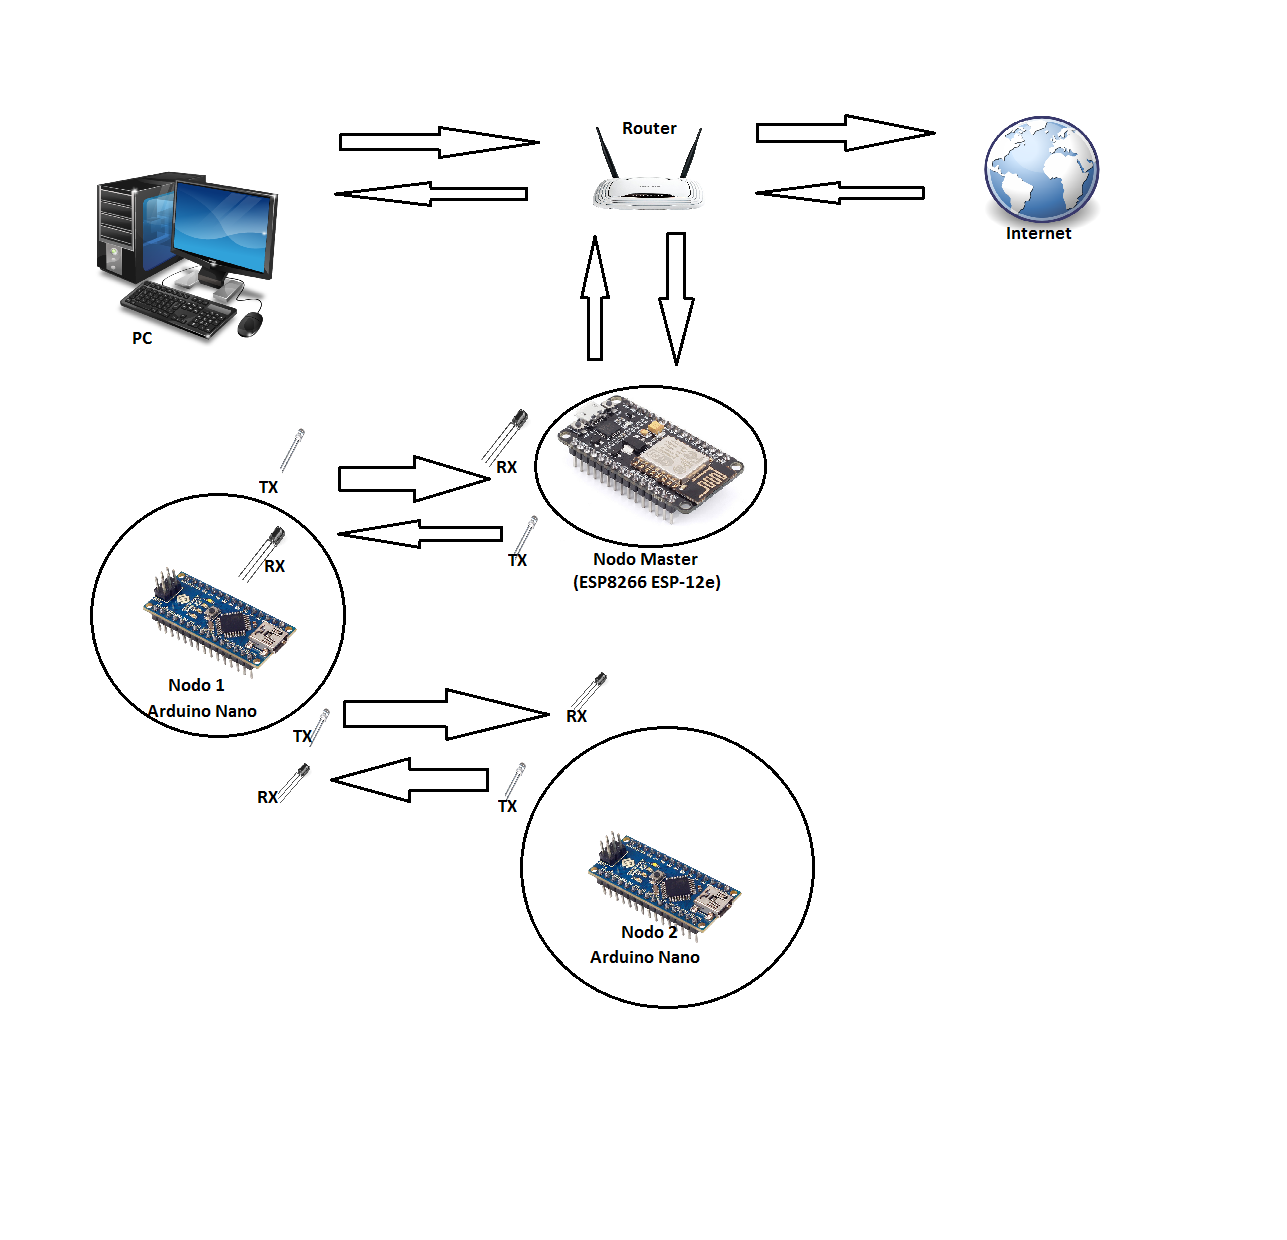 Router
Internet
PC
RX
TX
TX
RX
Nodo Master
(ESP8266 ESP-12e)
Nodo 1
Arduino Nano
RX
TX
RX
TX
Nodo 2
Arduino Nano